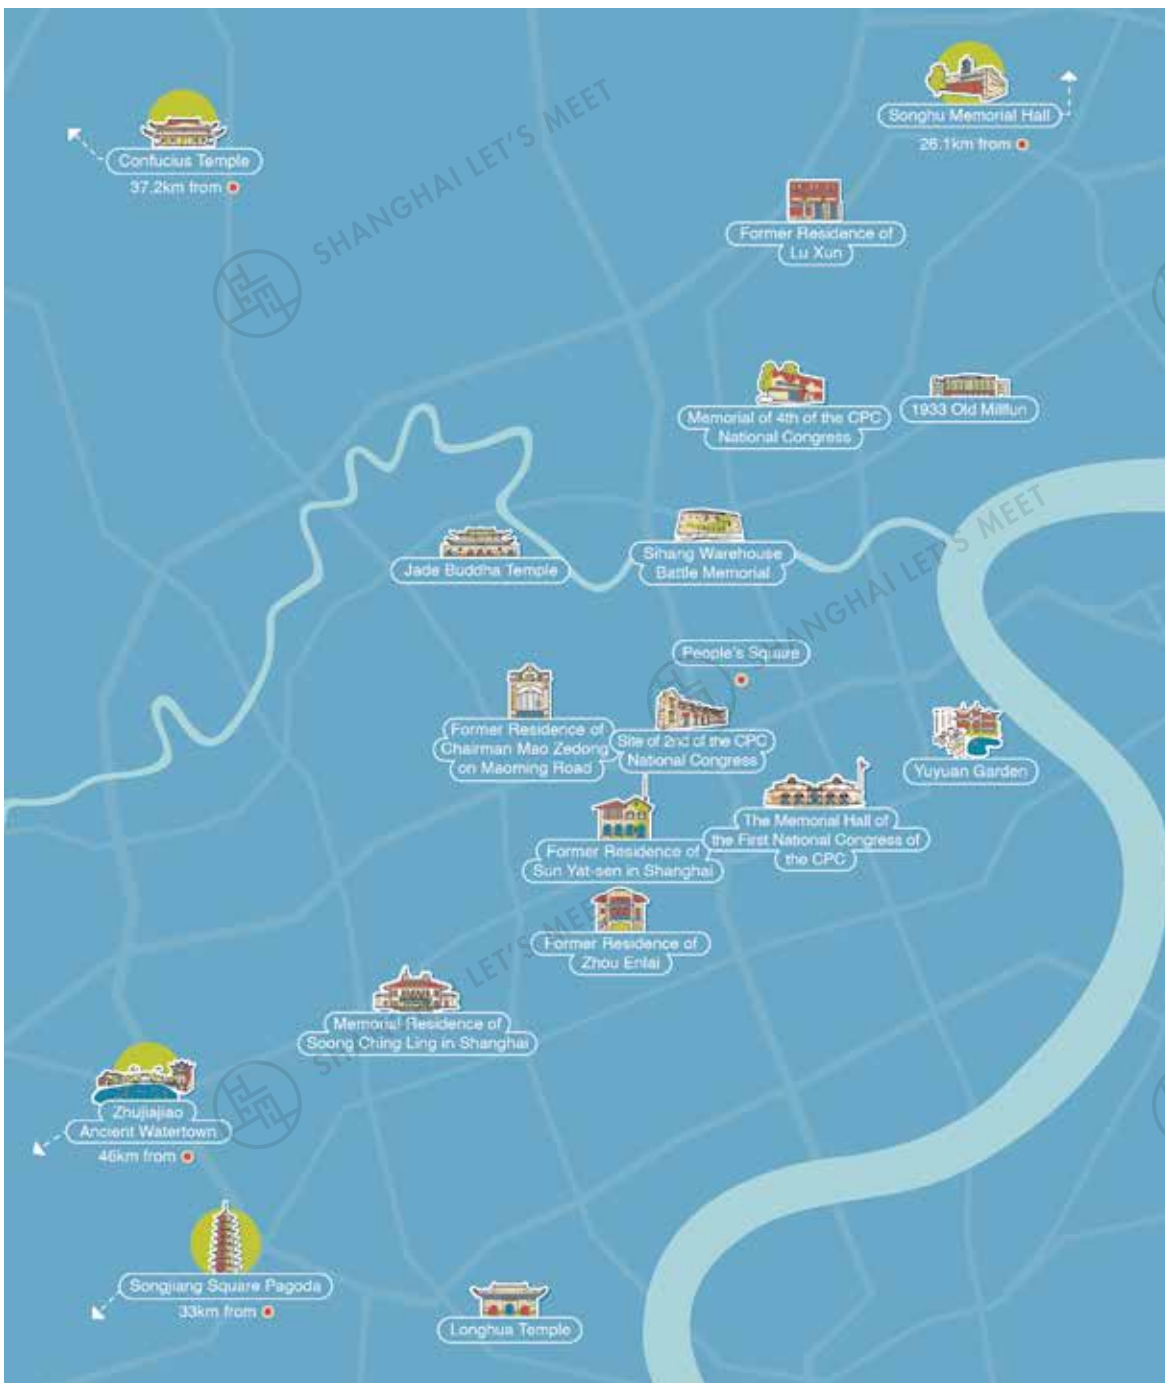 SHANGHAI LET'S MEET
Songhu Memorial Hall
26.1km from
Confucius Temple
37.2km from
Former Residence of
Lu Xun
Memorial of 4th of the CPC
National Congress
1933 Old Millfun
SHANGHAI LET'S MEET
Sihang Warehouse
Battle Memorial
Jade Buddha Temple
People's Square
Former Residence of
Chairman Mao Zedong
on Maoming Road
Site of 2nd of the CPC
National Congress
Yuyuan Garden
The Memorial Hall of
the First National Congress of
the CPC
Former Residence of
Sun Yat-sen in Shanghai
Former Residence of
Zhou Enlai
SHANGHAI LET'S MEET
Memorial Residence of
Soong Ching Ling in Shanghai
Zhujiajiao
Ancient Watertown
46km from
Songjiang Square Pagoda
33km from
Longhua Temple